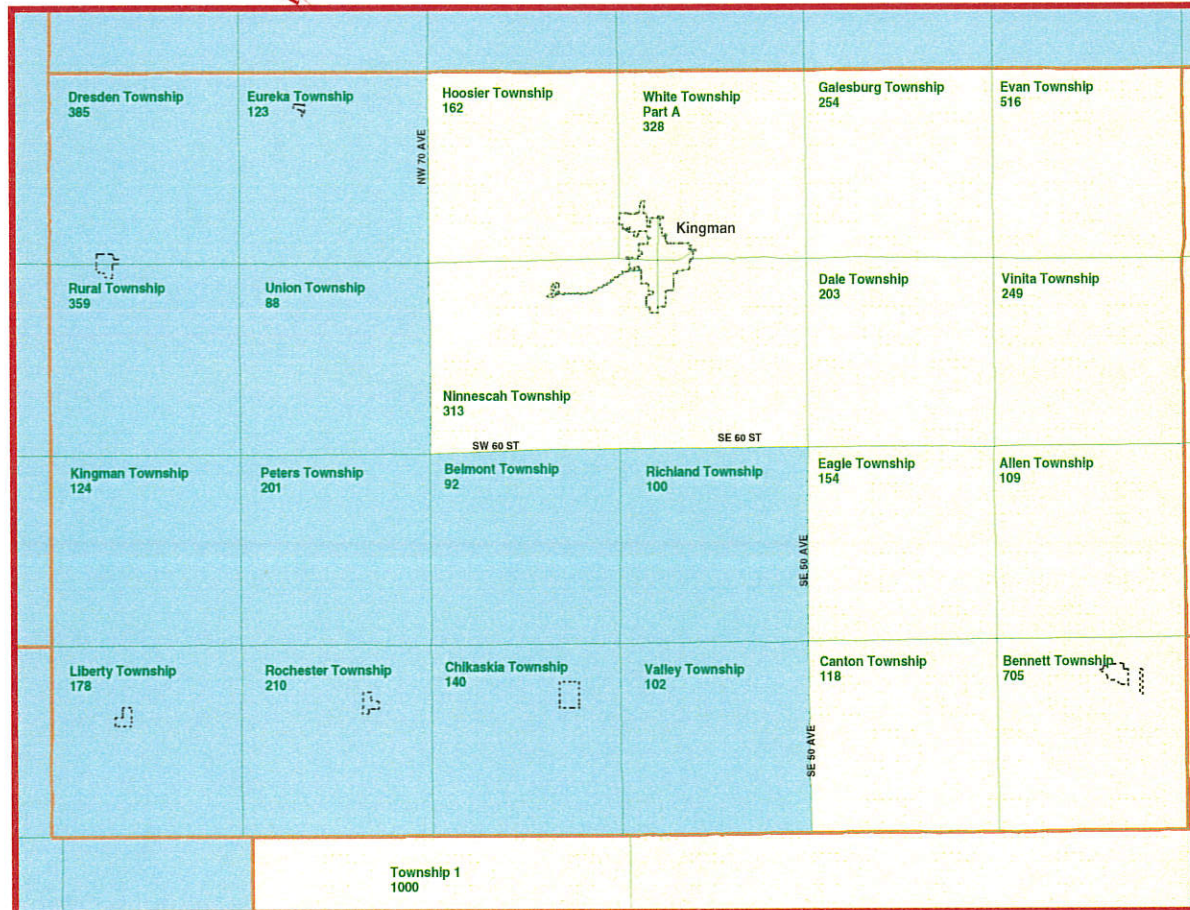 Dresden Township
385
Eureka Township
123
Hoosier Township
162
White Township
Part A
328
Galesburg Township
254
Evan Township
516
NW 70 AVE
Kingman
Rural Township
359
Union Township
88
Dale Township
203
Vinita Township
249
Ninnescah Township
313
SW 60 ST
SE 60 ST
Kingman Township
124
Peters Township
201
Belmont Township
92
Richland Township
100
Eagle Township
154
Allen Township
109
SE 50 AVE
Liberty Township
178
Rochester Township
210
Chikaskia Township
140
Valley Township
102
Canton Township
118
Bennett Township
705
SE 50 AVE
Township 1
1000